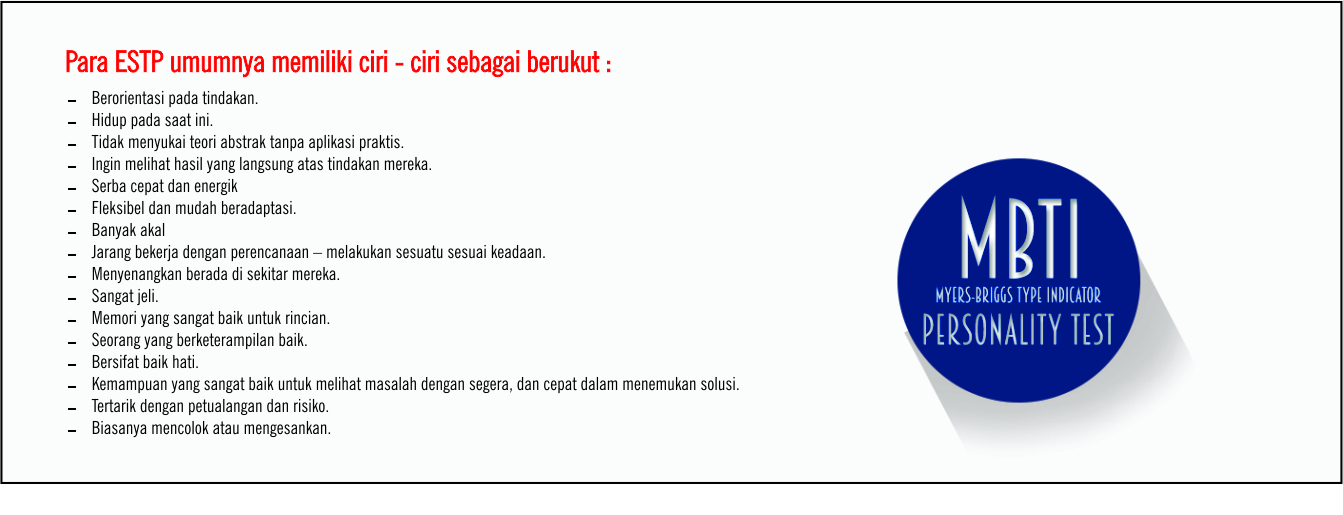 Para ESTP umumnya memiliki ciri - ciri sebagai berukut :
– Berorientasi pada tindakan.
– Hidup pada saat ini.
– Tidak menyukai teori abstrak tanpa aplikasi praktis.
– Ingin melihat hasil yang langsung atas tindakan mereka.
– Serba cepat dan energik
– Fleksibel dan mudah beradaptasi.
– Banyak akal
– Jarang bekerja dengan perencanaan – melakukan sesuatu sesuai keadaan.
– Menyenangkan berada di sekitar mereka.
– Sangat jeli.
– Memori yang sangat baik untuk rincian.
– Seorang yang berketerampilan baik.
– Bersifat baik hati.
– Kemampuan yang sangat baik untuk melihat masalah dengan segera, dan cepat dalam menemukan solusi.
– Tertarik dengan petualangan dan risiko.
– Biasanya mencolok atau mengesankan.
MBTI
MYERS-BRIGGS TYPE INDICATOR
PERSONALITY TEST